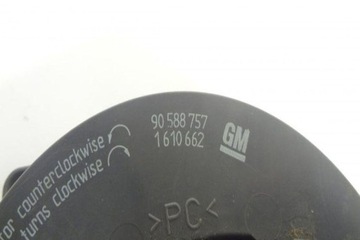 90 588 757
1 610 662
GM
or counterclockwise
turns clockwise
>PC<